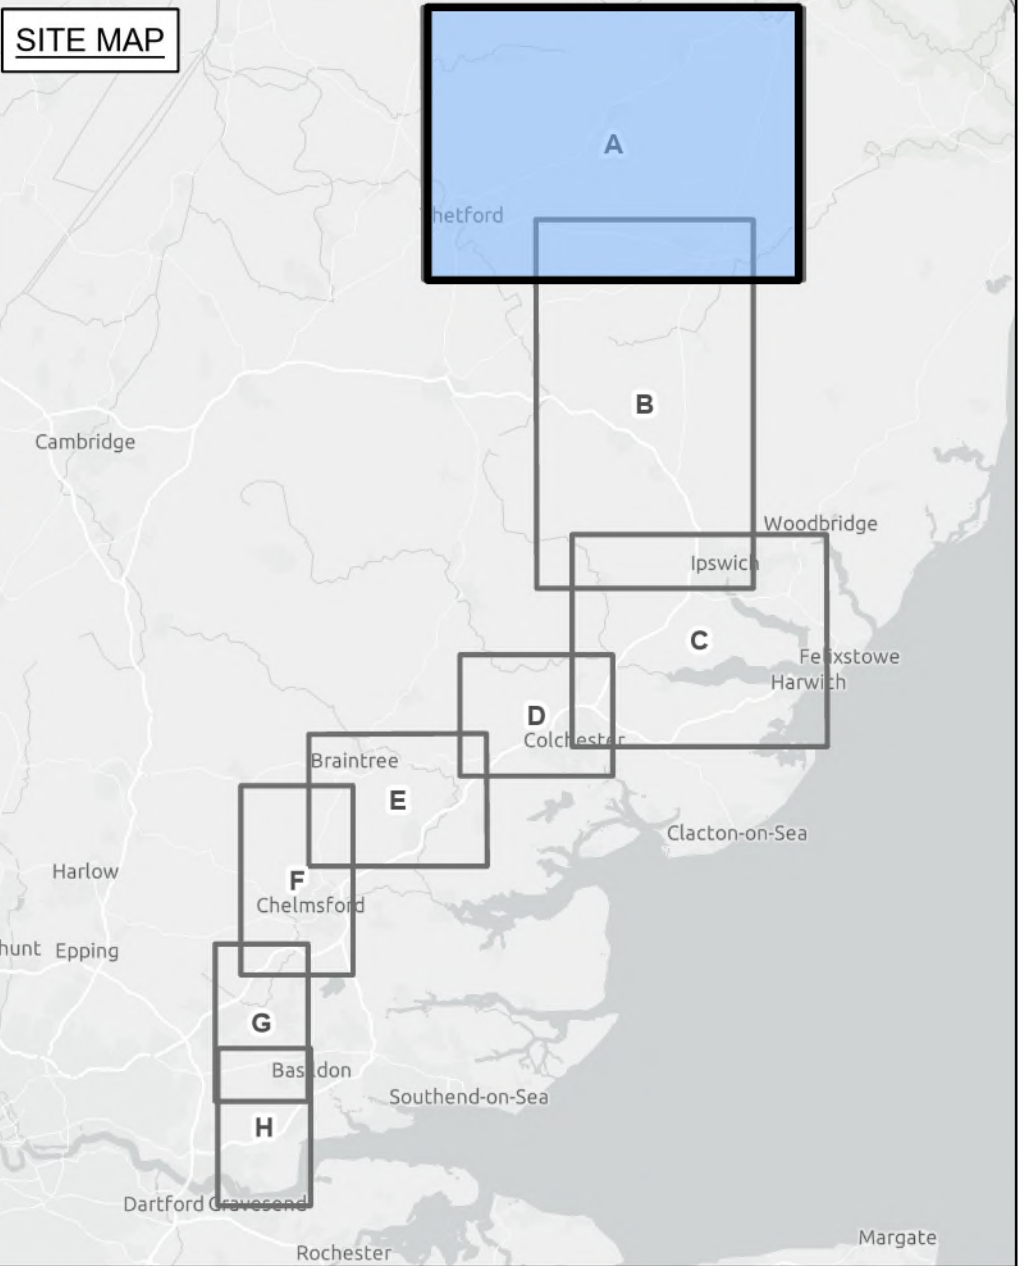 SITE MAP
A
hetford
B
Cambridge
Woodbridge
Ipswich
C
Felixstowe
Harwich
D
Colchester
Braintree
E
Clacton-on-Sea
Harlow
F
Chelmsford
hunt Epping
G
Basildon
Southend-on-Sea
H
Dartford Gravesend
Margate
Rochester